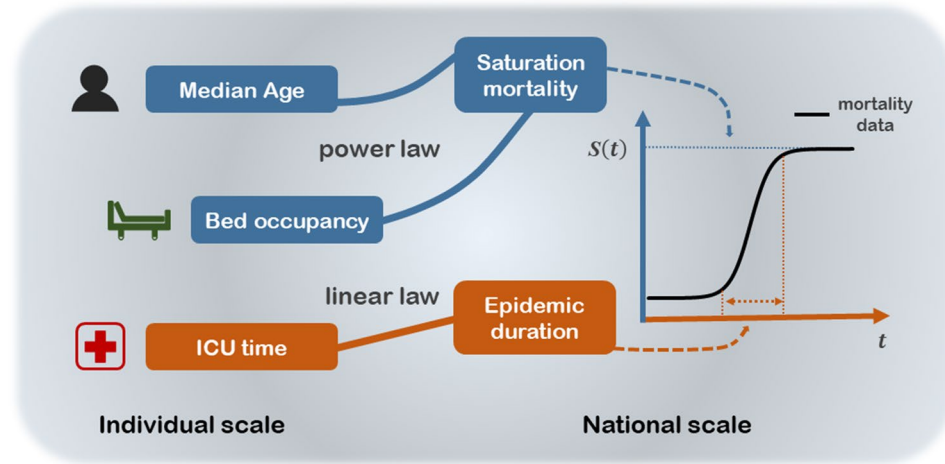 Median Age
Saturation
mortality
mortality
data
power law
S(t)
Bed occupancy
linear law
Epidemic
duration
ICU time
t
Individual scale
National scale